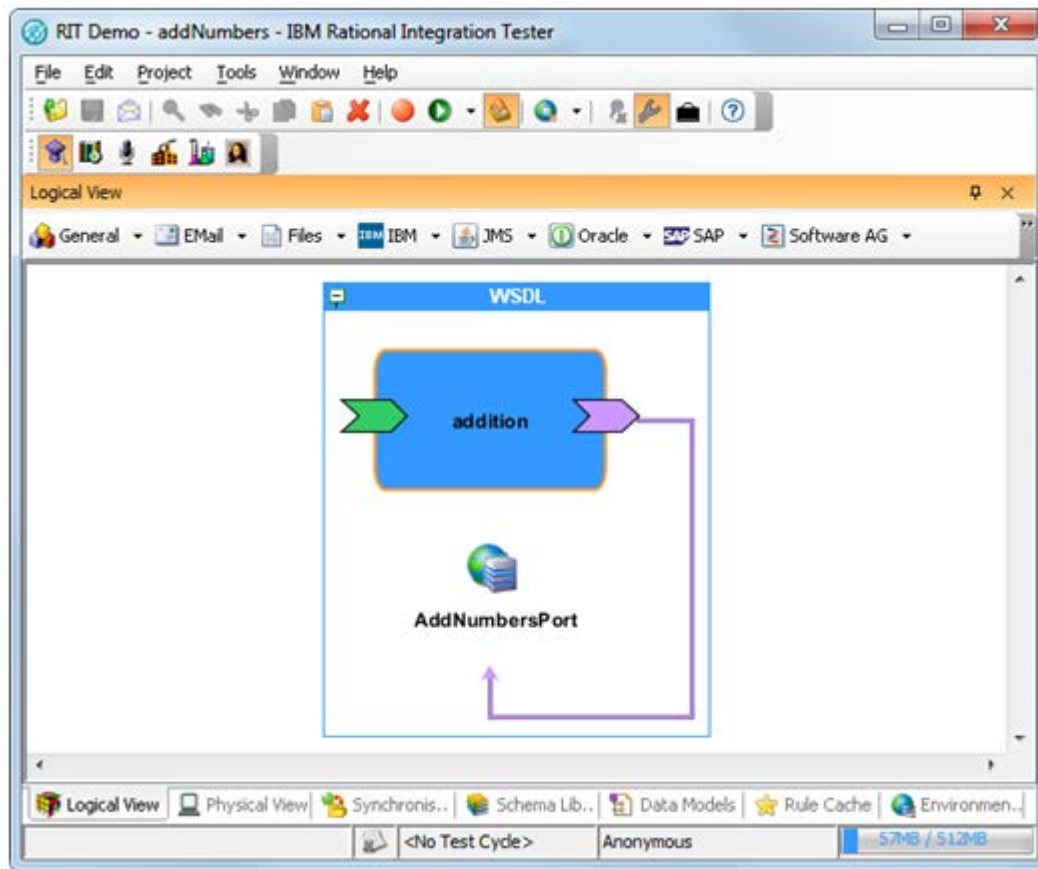 RIT Demo - addNumbers - IBM Rational Integration Tester
File Edit Project Tools Window Help
Logical View
General EMail Files IBM IBM JMS Oracle SAP SAP Software AG
WSDL
addition
AddNumbersPort
Logical View Physical View Synchronis.. Schema Lib.. Data Models Rule Cache Environmen..
<No Test Cycle> Anonymous 57MB / 512MB